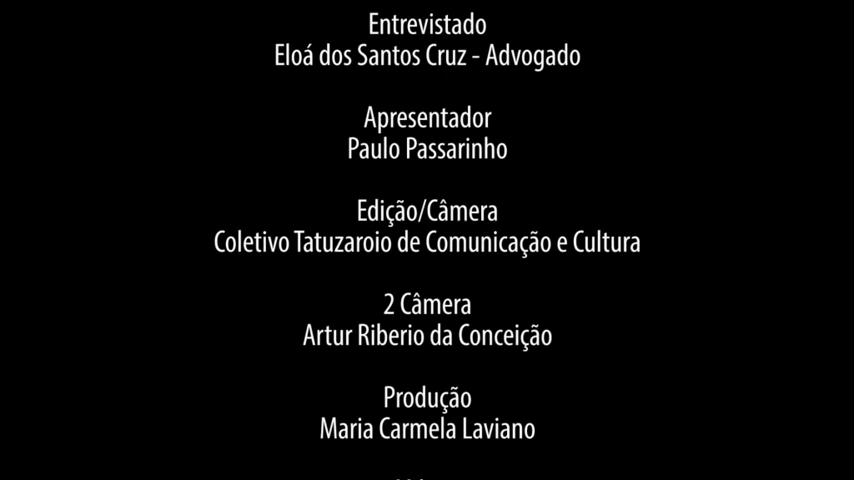 Entrevistado
Eloá dos Santos Cruz - Advogado
Apresentador
Paulo Passarinho
Edição/Câmera
Coletivo Tatuzaroio de Comunicação e Cultura
2 Câmera
Artur Riberio da Conceição
Produção
Maria Carmela Laviano